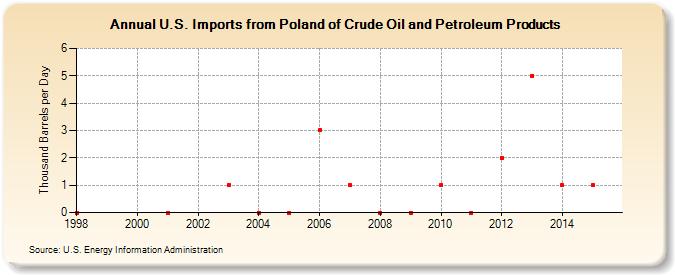 Annual U.S. Imports from Poland of Crude Oil and Petroleum Products
Thousand Barrels per Day
6
5
4
3
2
1
0
1998 2000 2002 2004 2006 2008 2010 2012 2014
Source: U.S. Energy Information Administration